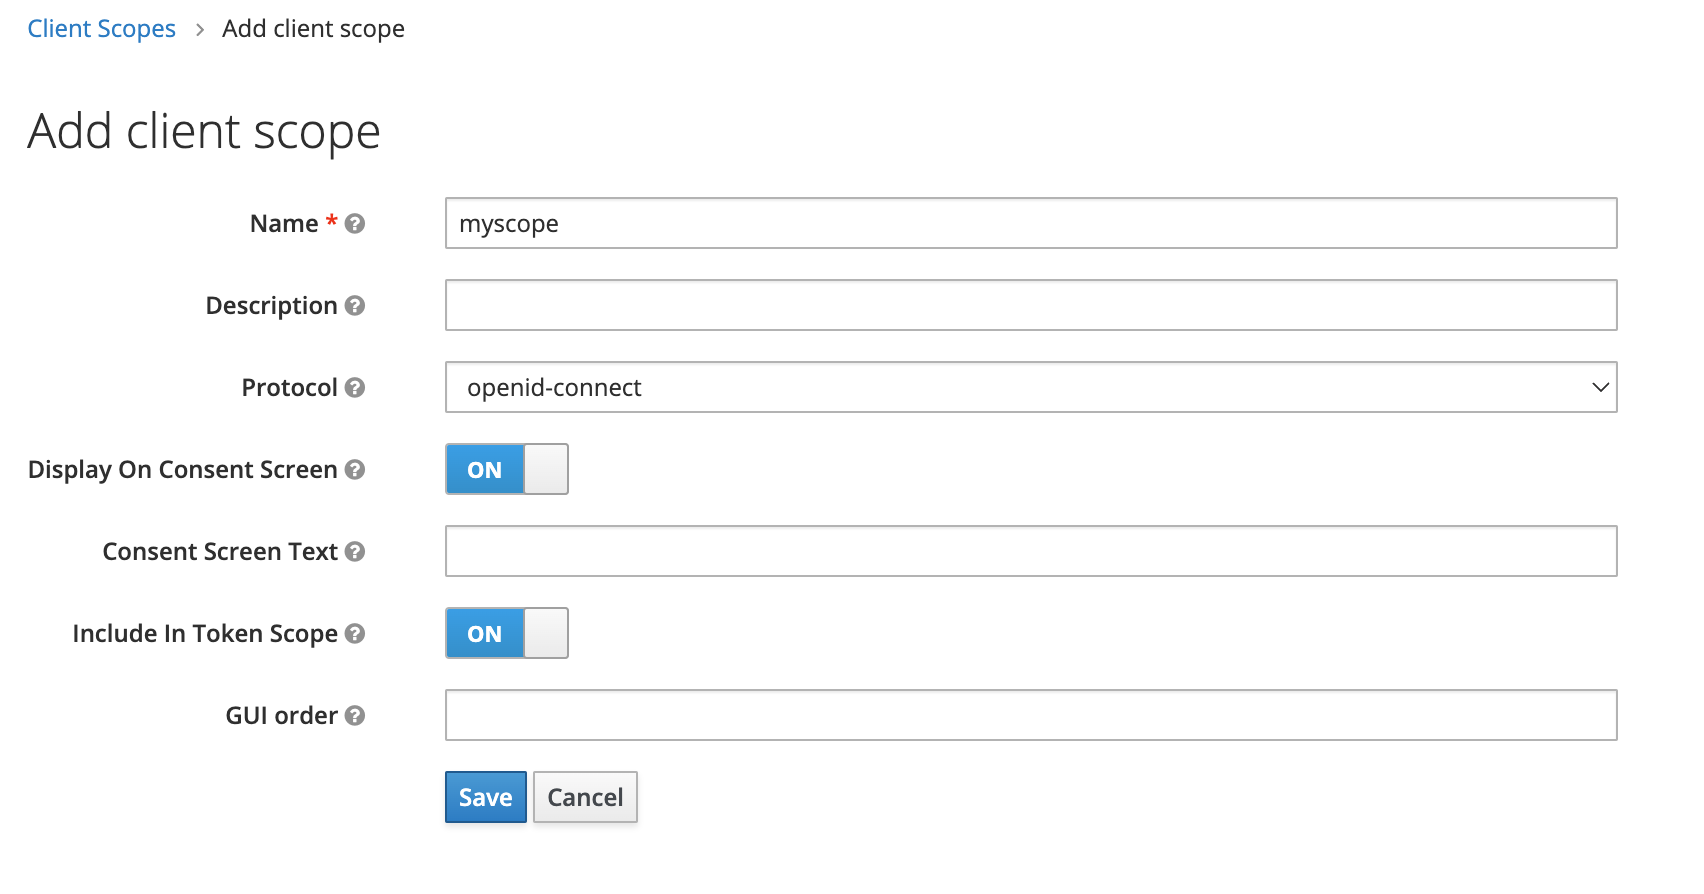 Client Scopes > Add client scope
Add client scope
Name * ?
myscope
Description ?
Protocol ?
openid-connect
Display On Consent Screen ?
ON
Consent Screen Text ?
Include In Token Scope ?
ON
GUI order ?
Save
Cancel